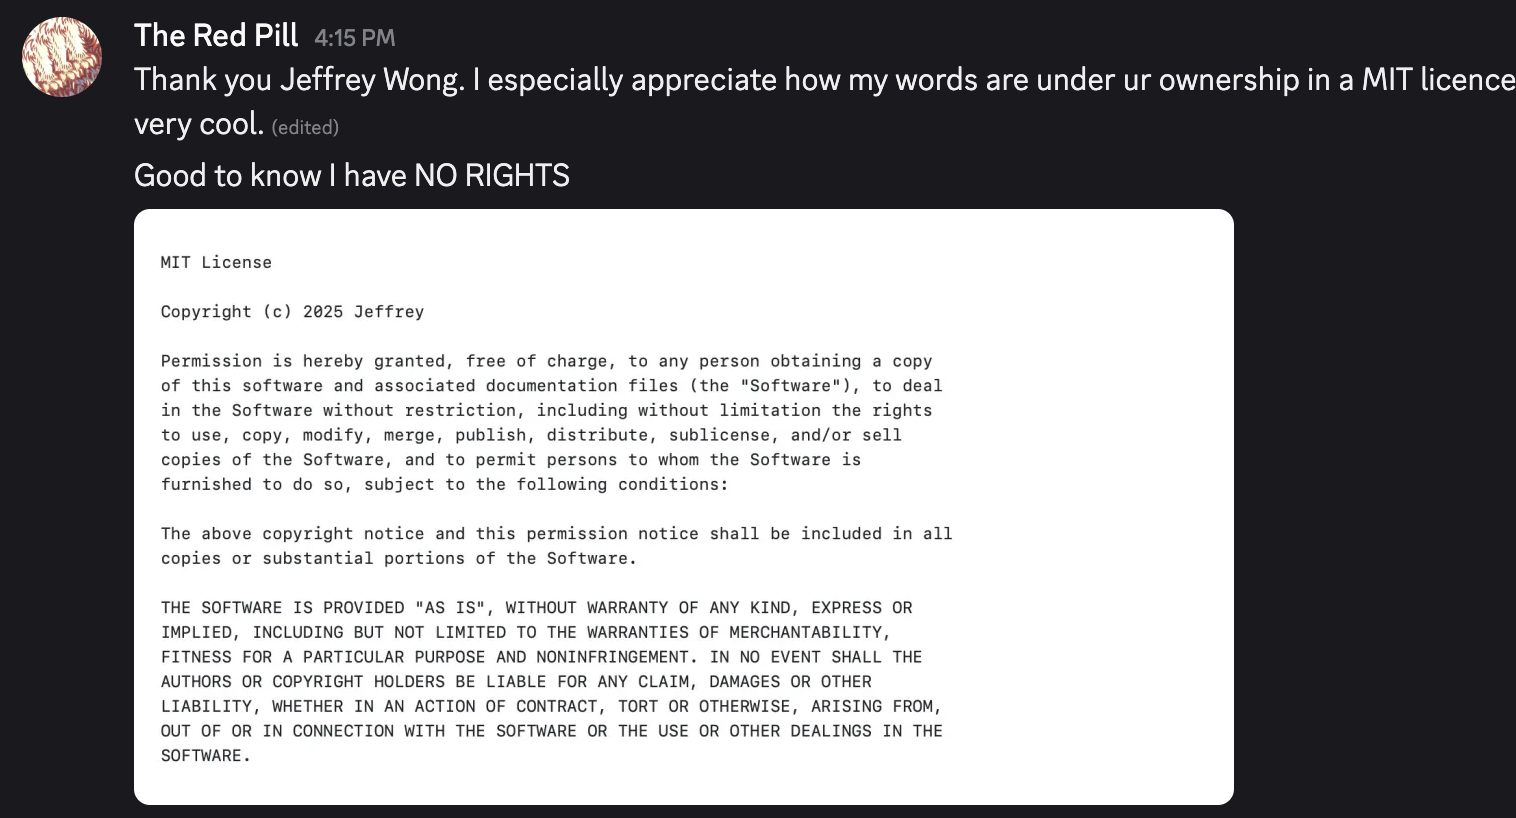 The Red Pill 4:15 PM
Thank you Jeffrey Wong. I especially appreciate how my words are under ur ownership in a MIT licence
very cool. (edited)
Good to know I have NO RIGHTS
MIT License
Copyright (c) 2025 Jeffrey
Permission is hereby granted, free of charge, to any person obtaining a copy
of this software and associated documentation files (the "Software"), to deal
in the Software without restriction, including without limitation the rights
to use, copy, modify, merge, publish, distribute, sublicense, and/or sell
copies of the Software, and to permit persons to whom the Software is
furnished to do so, subject to the following conditions:
The above copyright notice and this permission notice shall be included in all
copies or substantial portions of the Software.
THE SOFTWARE IS PROVIDED "AS IS", WITHOUT WARRANTY OF ANY KIND, EXPRESS OR
IMPLIED, INCLUDING BUT NOT LIMITED TO THE WARRANTIES OF MERCHANTABILITY,
FITNESS FOR A PARTICULAR PURPOSE AND NONINFRINGEMENT. IN NO EVENT SHALL THE
AUTHORS OR COPYRIGHT HOLDERS BE LIABLE FOR ANY CLAIM, DAMAGES OR OTHER
LIABILITY, WHETHER IN AN ACTION OF CONTRACT, TORT OR OTHERWISE, ARISING FROM,
OUT OF OR IN CONNECTION WITH THE SOFTWARE OR THE USE OR OTHER DEALINGS IN THE
SOFTWARE.